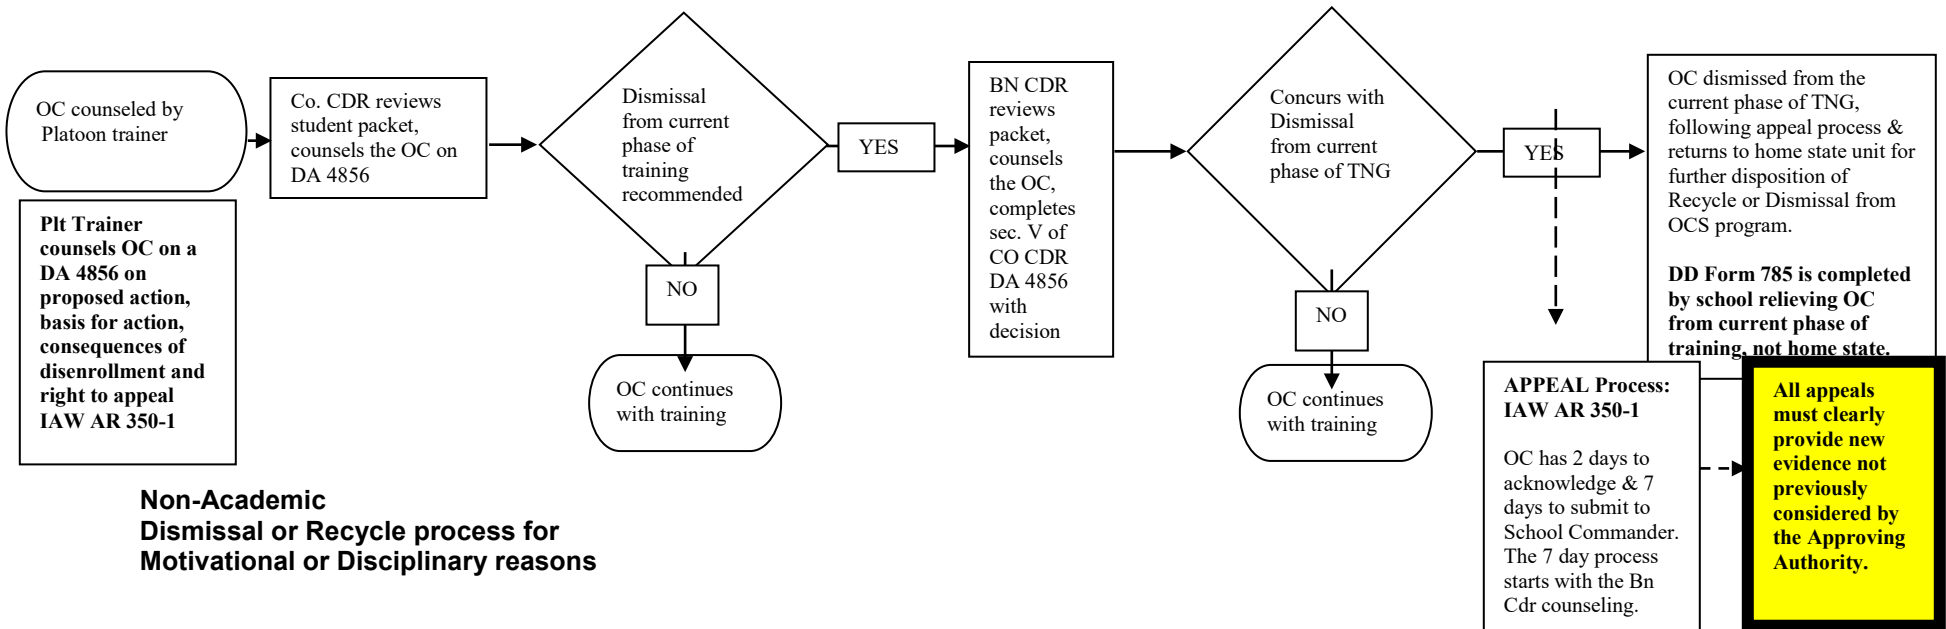 OC counseled by
Platoon trainer
Plt Trainer
counsels OC on a
DA 4856 on
proposed action,
basis for action,
consequences of
disenrollment and
right to appeal
IAW AR 350-1
Co. CDR reviews
student packet,
counsels the OC on
DA 4856
Dismissal
from current
phase of
training
recommended
YES
NO
OC continues
with training
BN CDR
reviews
packet,
counsels
the OC,
completes
sec. V of
CO CDR
DA 4856
with
decision
Concurs with
Dismissal
from current
phase of TNG
YES
NO
OC continues
with training
OC dismissed from the
current phase of TNG,
following appeal process &
returns to home state unit for
further disposition of
Recycle or Dismissal from
OCS program.
DD Form 785 is completed
by school relieving OC
from current phase of
training, not home state.
APPEAL Process:
IAW AR 350-1
OC has 2 days to
acknowledge & 7
days to submit to
School Commander.
The 7 day process
starts with the Bn
Cdr counseling.
All appeals
must clearly
provide new
evidence not
previously
considered by
the Approving
Authority.
Non-Academic
Dismissal or Recycle process for
Motivational or Disciplinary reasons